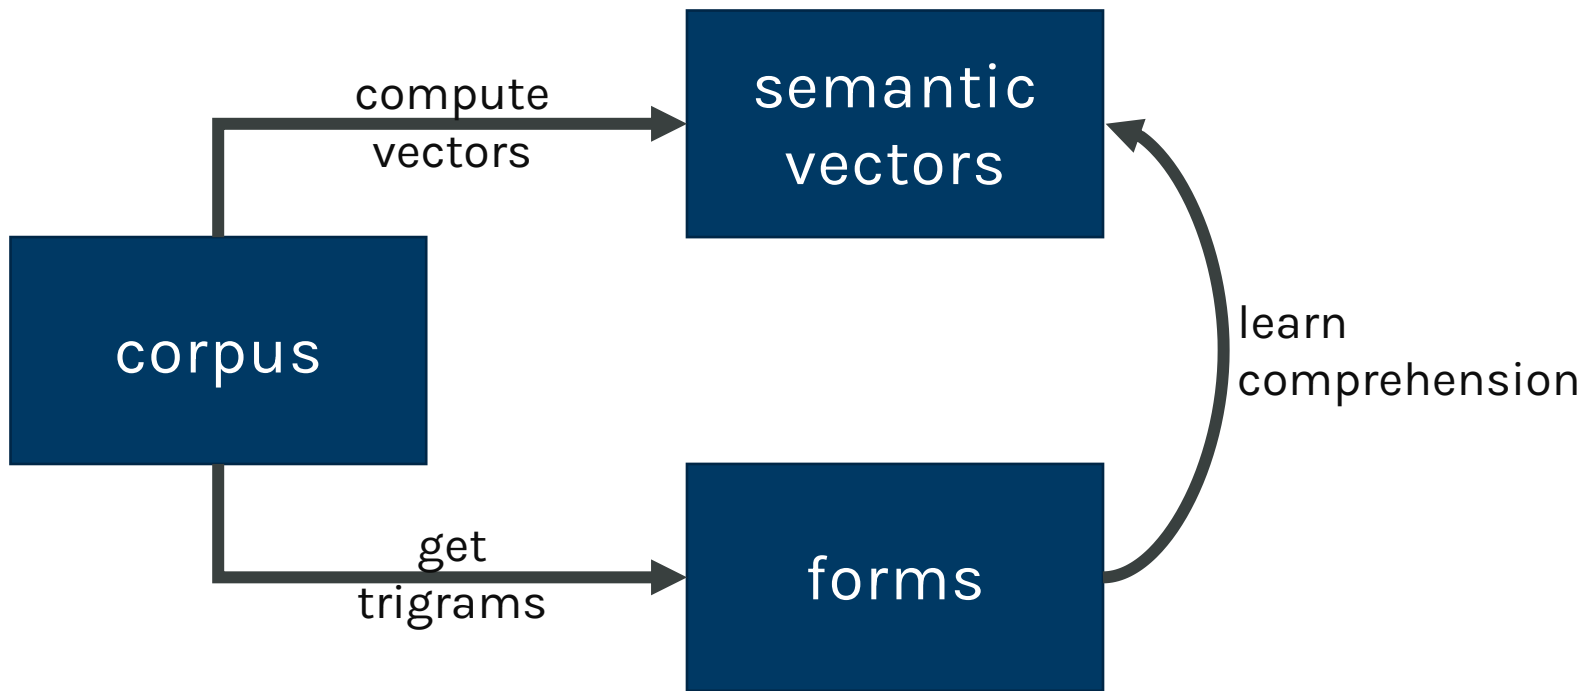 compute
vectors
semantic
vectors
corpus
learn
comprehension
get
trigrams
forms